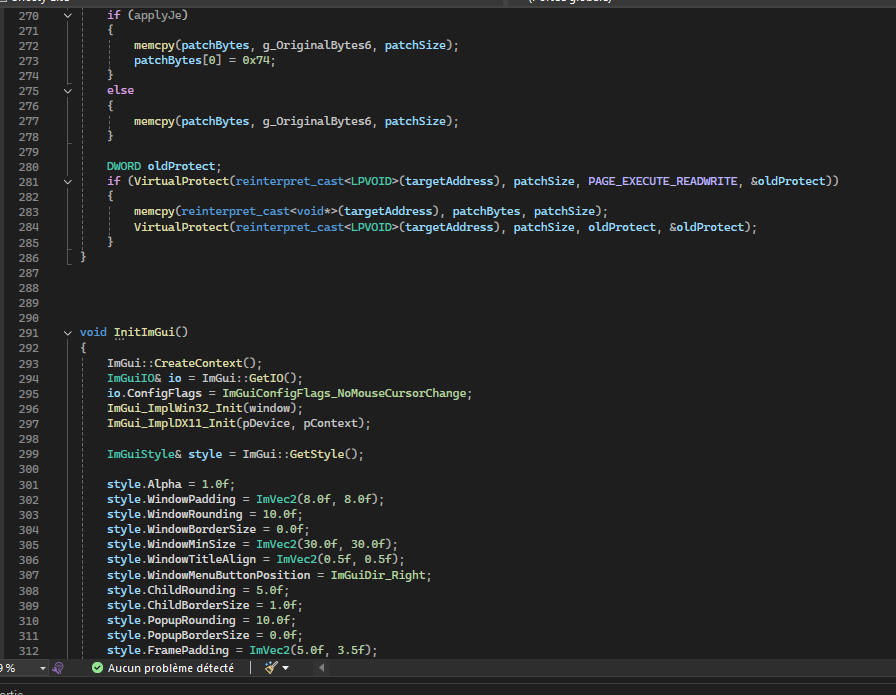 270 if (applyJe)
271 {
272 memcpy(patchBytes, g_OriginalBytes6, patchSize);
273 patchBytes[0] = 0x74;
274 }
275 else
276 {
277 memcpy(patchBytes, g_OriginalBytes6, patchSize);
278 }
279
280 DWORD oldProtect;
281 if (VirtualProtect(reinterpret_cast<LPVOID>(targetAddress), patchSize, PAGE_EXECUTE_READWRITE, &oldProtect))
282 {
283 memcpy(reinterpret_cast<void*>(targetAddress), patchBytes, patchSize);
284 VirtualProtect(reinterpret_cast<LPVOID>(targetAddress), patchSize, oldProtect, &oldProtect);
285 }
286 }
287
288
289
290
291 void InitImGui()
292 {
293 ImGui::CreateContext();
294 ImGuiIO& io = ImGui::GetIO();
295 io.ConfigFlags = ImGuiConfigFlags_NoMouseCursorChange;
296 ImGui_ImplWin32_Init(window);
297 ImGui_ImplDX11_Init(pDevice, pContext);
298
299 ImGuiStyle& style = ImGui::GetStyle();
300
301 style.Alpha = 1.0f;
302 style.WindowPadding = ImVec2(8.0f, 8.0f);
303 style.WindowRounding = 10.0f;
304 style.WindowBorderSize = 0.0f;
305 style.WindowMinSize = ImVec2(30.0f, 30.0f);
306 style.WindowTitleAlign = ImVec2(0.5f, 0.5f);
307 style.WindowMenuButtonPosition = ImGuiDir_Right;
308 style.ChildRounding = 5.0f;
309 style.ChildBorderSize = 1.0f;
310 style.PopupRounding = 10.0f;
311 style.PopupBorderSize = 0.0f;
312 style.FramePadding = ImVec2(5.0f, 3.5f);
9 % Aucun problème détecté